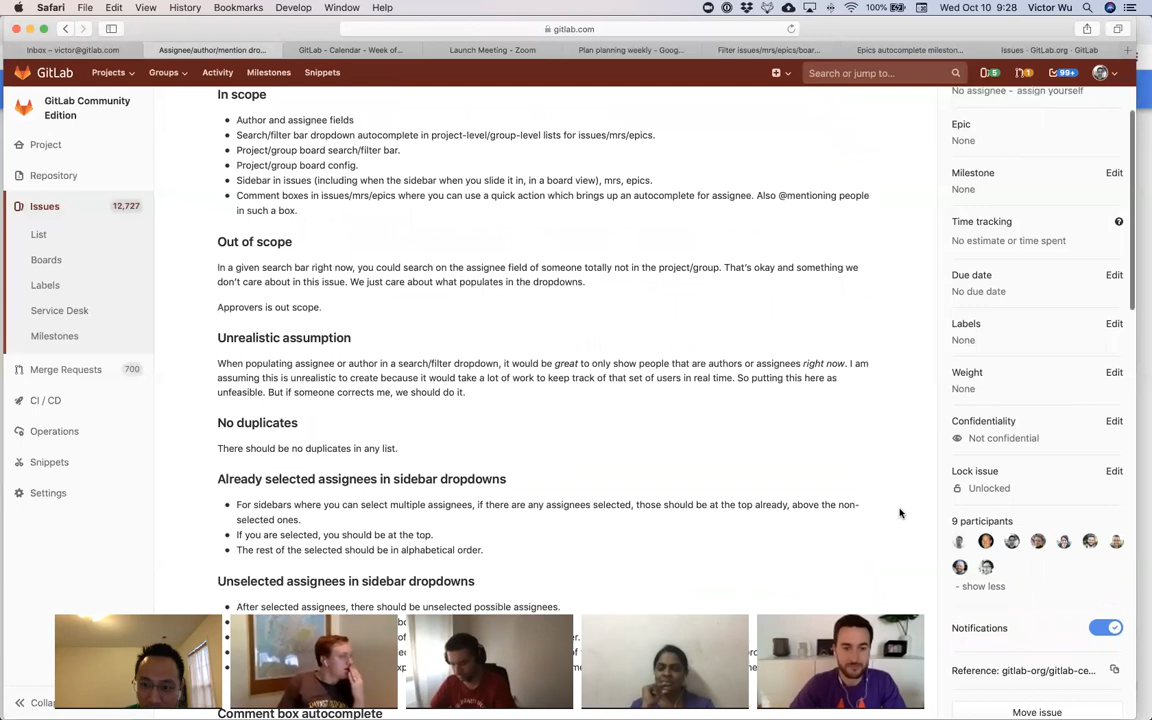 Safari File Edit View History Bookmarks Develop Window Help 100% Wed Oct 10 9:28 Victor Wu
gitlab.com
Inbox – victor@gitlab.com Assignee/author/mention dro... GitLab - Calendar - Week of... Launch Meeting - Zoom Plan planning weekly - Goog... Filter issues/mrs/epics/boar... Epics autocomplete mileston... Issues · GitLab.org · GitLab
GitLab Projects Groups Activity Milestones Snippets Search or jump to... 5 1 99+
GitLab Community
Edition
Project
Repository
Issues 12,727
List
Boards
Labels
Service Desk
Milestones
Merge Requests 700
CI / CD
Operations
Snippets
Settings
In scope
Author and assignee fields
Search/filter bar dropdown autocomplete in project-level/group-level lists for issues/mrs/epics.
Project/group board search/filter bar.
Project/group board config.
Sidebar in issues (including when the sidebar when you slide it in, in a board view), mrs, epics.
Comment boxes in issues/mrs/epics where you can use a quick action which brings up an autocomplete for assignee. Also @mentioning people
in such a box.
Out of scope
In a given search bar right now, you could search on the assignee field of someone totally not in the project/group. That's okay and something we
don't care about in this issue. We just care about what populates in the dropdowns.
Approvers is out scope.
Unrealistic assumption
When populating assignee or author in a search/filter dropdown, it would be great to only show people that are authors or assignees right now. I am
assuming this is unrealistic to create because it would take a lot of work to keep track of that set of users in real time. So putting this here as
unfeasible. But if someone corrects me, we should do it.
No duplicates
There should be no duplicates in any list.
Already selected assignees in sidebar dropdowns
For sidebars where you can select multiple assignees, if there are any assignees selected, those should be at the top already, above the non-
selected ones.
If you are selected, you should be at the top.
The rest of the selected should be in alphabetical order.
Unselected assignees in sidebar dropdowns
After selected assignees, there should be unselected possible assignees.
Comment box autocomplete
No assignee - assign yourself
Epic
None
Milestone Edit
None
Time tracking
No estimate or time spent
Due date Edit
No due date
Labels Edit
None
Weight Edit
None
Confidentiality Edit
Not confidential
Lock issue Edit
Unlocked
9 participants
- show less
Notifications
Reference: gitlab-org/gitlab-ce...
Move issue